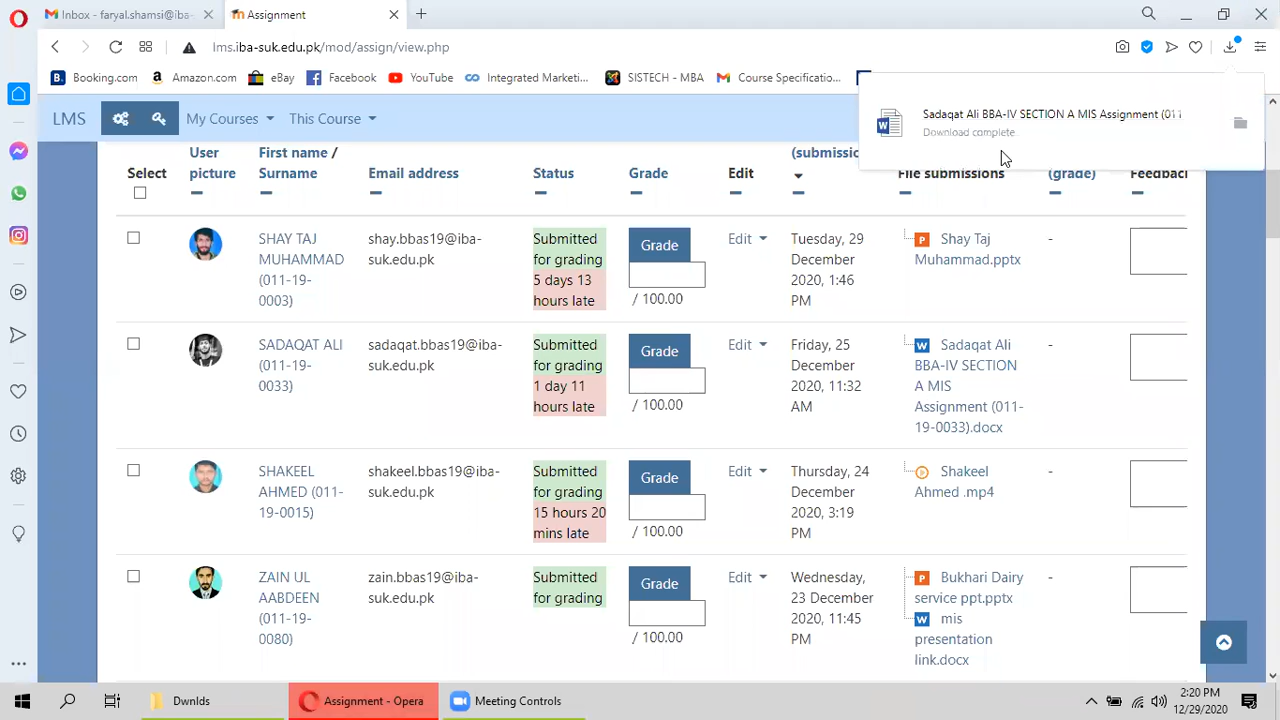 Inbox - faryal.shamsi@iba-
Assignment
lms.iba-suk.edu.pk/mod/assign/view.php
Booking.com
Amazon.com
eBay
Facebook
YouTube
Integrated Marketi...
SISTECH - MBA
Course Specificati...
Sadaqat Ali BBA-IV SECTION A MIS Assignment (011
Download complete
LMS
My Courses
This Course
Select
User picture
First name / Surname
Email address
Status
Grade
Edit
(submissio
File submissions
(grade)
Feedback
SHAY TAJ
MUHAMMAD
(011-19-
0003)
shay.bbas19@iba-
suk.edu.pk
Submitted
for grading
5 days 13
hours late
Grade
/ 100.00
Edit
Tuesday, 29
December
2020, 1:46
PM
Shay Taj
Muhammad.pptx
-
SADAQAT ALI
(011-19-
0033)
sadaqat.bbas19@iba-
suk.edu.pk
Submitted
for grading
1 day 11
hours late
Grade
/ 100.00
Edit
Friday, 25
December
2020, 11:32
AM
Sadaqat Ali
BBA-IV SECTION
A MIS
Assignment (011-
19-0033).docx
-
SHAKEEL
AHMED (011-
19-0015)
shakeel.bbas19@iba-
suk.edu.pk
Submitted
for grading
15 hours 20
mins late
Grade
/ 100.00
Edit
Thursday, 24
December
2020, 3:19
PM
Shakeel
Ahmed .mp4
-
ZAIN UL
AABDEEN
(011-19-
0080)
zain.bbas19@iba-
suk.edu.pk
Submitted
for grading
Grade
/ 100.00
Edit
Wednesday,
23 December
2020, 11:45
PM
Bukhari Dairy
service ppt.pptx
mis
presentation
link.docx
-
Dwnlds
Assignment - Opera
Meeting Controls
2:20 PM
12/29/2020